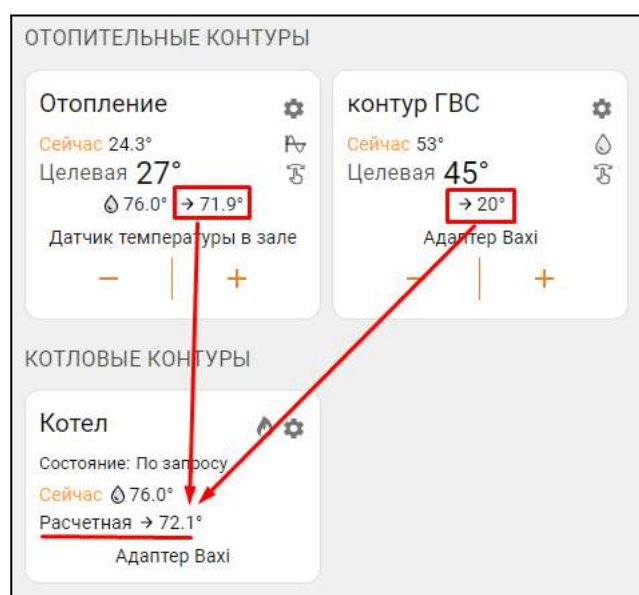 ОТОПИТЕЛЬНЫЕ КОНТУРЫ
Отопление
Сейчас 24.3°
Целевая 27°
76.0° → 71.9°
Датчик температуры в зале
− +
контур ГВС
Сейчас 53°
Целевая 45°
→ 20°
Адаптер Baxi
− +
КОТЛОВЫЕ КОНТУРЫ
Котел
Состояние: По запросу
Сейчас 76.0°
Расчетная → 72.1°
Адаптер Baxi